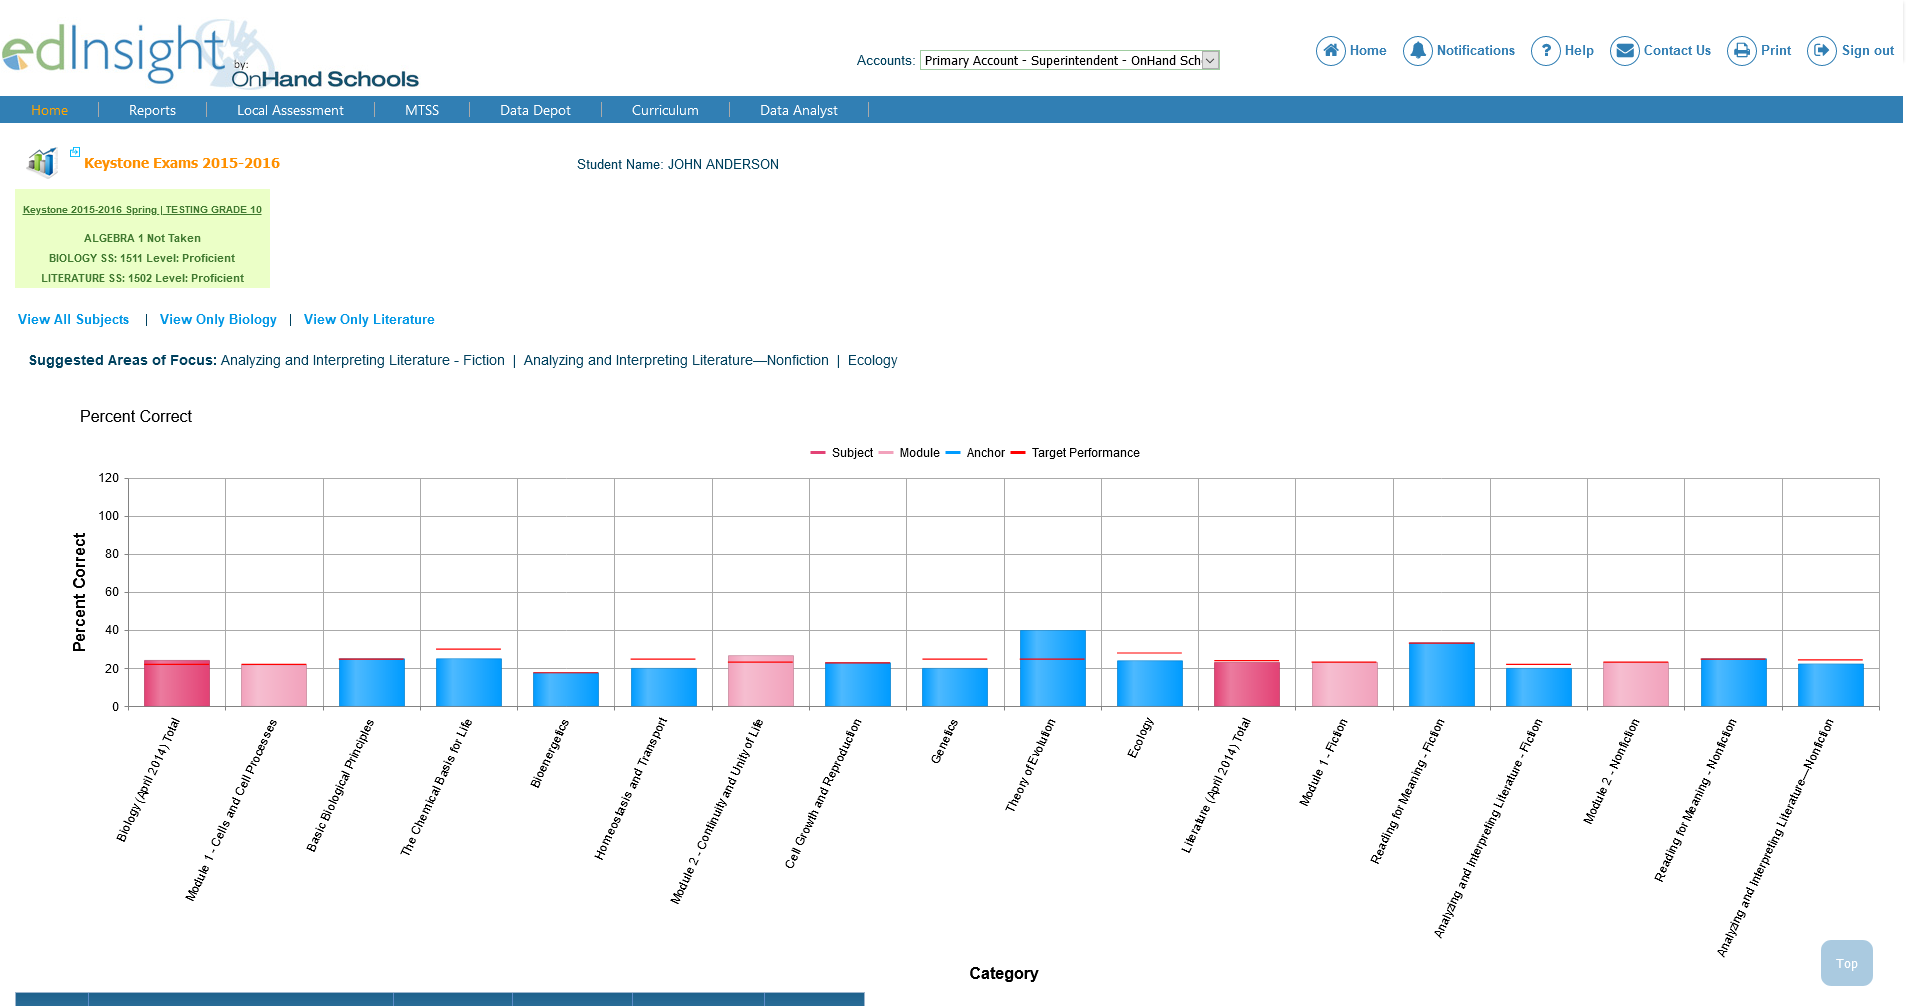 edInsight
by:
OnHand Schools
Accounts: Primary Account - Superintendent - OnHand Sch
Home
Notifications
? Help
Contact Us
Print
Sign out
Home
Reports
Local Assessment
MTSS
Data Depot
Curriculum
Data Analyst
Keystone Exams 2015-2016
Student Name: JOHN ANDERSON
Keystone 2015-2016 Spring | TESTING GRADE 10
ALGEBRA 1 Not Taken
BIOLOGY SS: 1511 Level: Proficient
LITERATURE SS: 1502 Level: Proficient
View All Subjects | View Only Biology | View Only Literature
Suggested Areas of Focus: Analyzing and Interpreting Literature - Fiction | Analyzing and Interpreting Literature—Nonfiction | Ecology
Percent Correct
Subject
Module
Anchor
Target Performance
Percent Correct
120
100
80
60
40
20
0
Biology (April 2014) Total
Module 1 - Cells and Cell Processes
Basic Biological Principles
The Chemical Basis for Life
Bioenergetics
Homeostasis and Transport
Module 2 - Continuity and Unity of Life
Cell Growth and Reproduction
Genetics
Theory of Evolution
Ecology
Literature (April 2014) Total
Module 1 - Fiction
Reading for Meaning - Fiction
Analyzing and Interpreting Literature - Fiction
Module 2 - Nonfiction
Reading for Meaning - Nonfiction
Analyzing and Interpreting Literature—Nonfiction
Category
Top